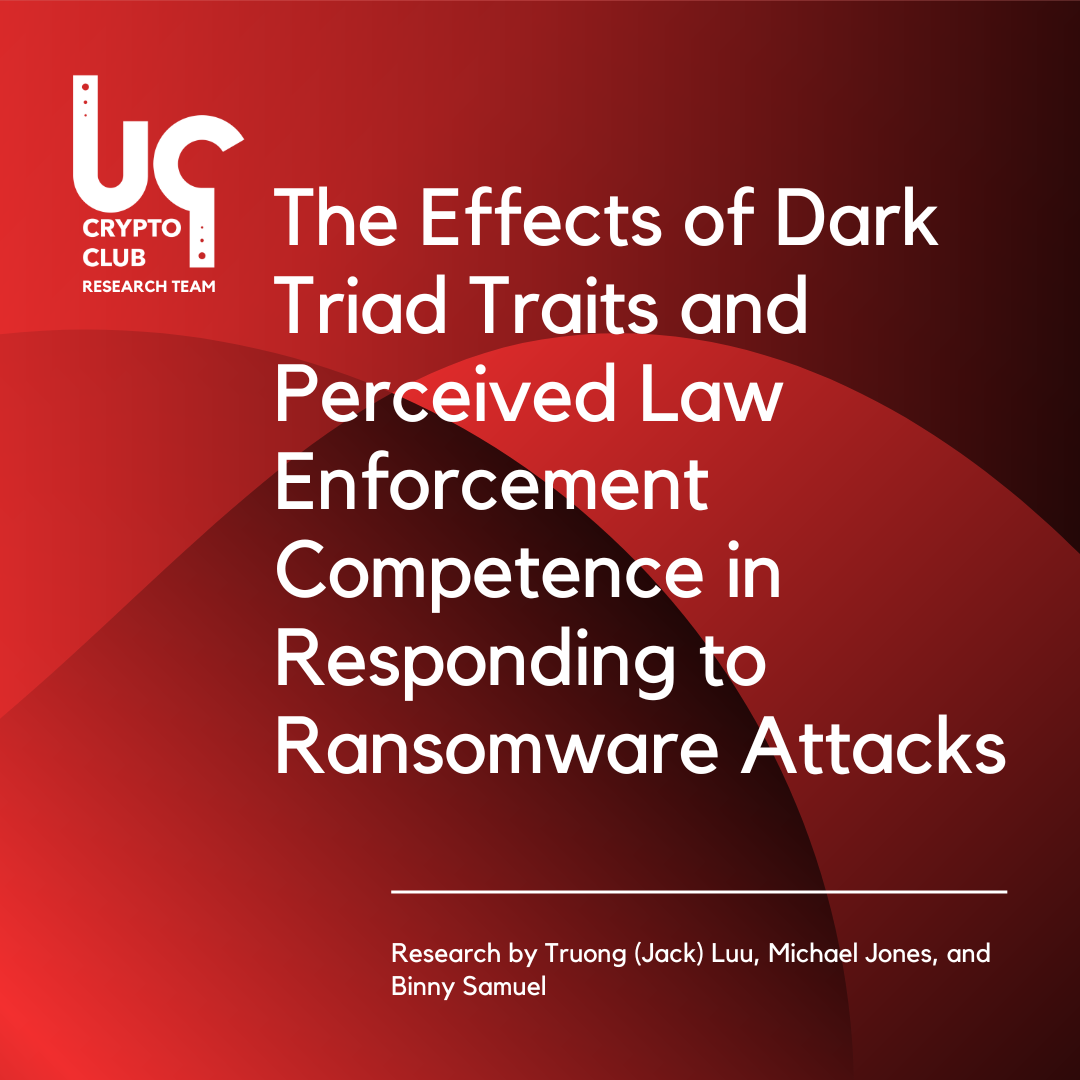 UC
CRYPTO
CLUB
RESEARCH TEAM
The Effects of Dark
Triad Traits and
Perceived Law
Enforcement
Competence in
Responding to
Ransomware Attacks
Research by Truong (Jack) Luu, Michael Jones, and
Binny Samuel